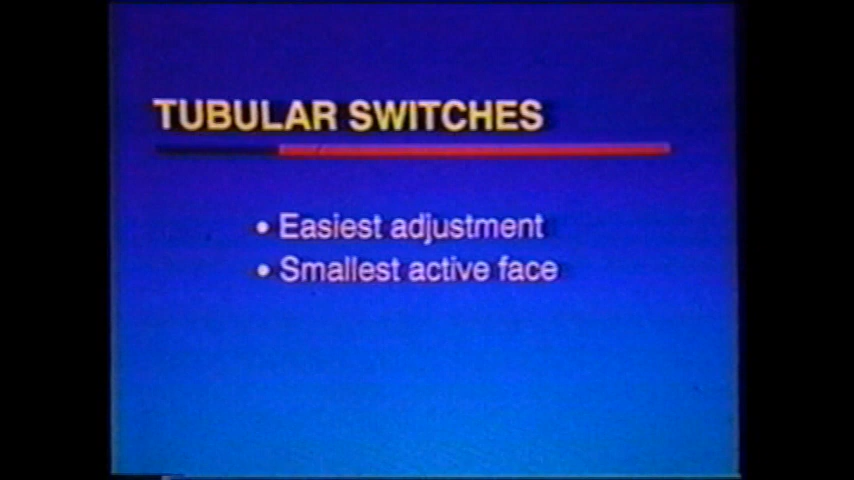 TUBULAR SWITCHES
• Easiest adjustment
• Smallest active face